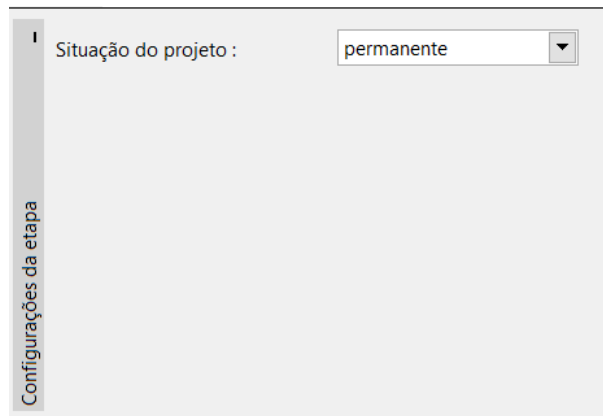 Situação do projeto :
permanente
Configurações da etapa